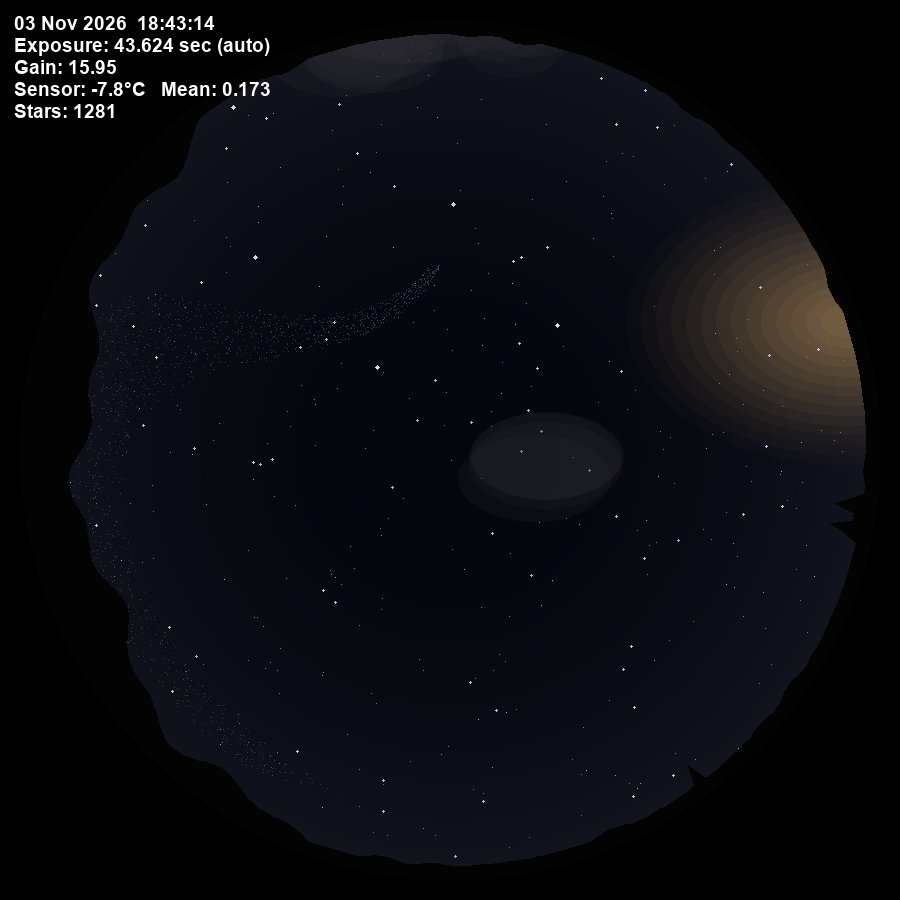 03 Nov 2026  18:43:14
Exposure: 43.624 sec (auto)
Gain: 15.95
Sensor: -7.8°C   Mean: 0.173
Stars: 1281